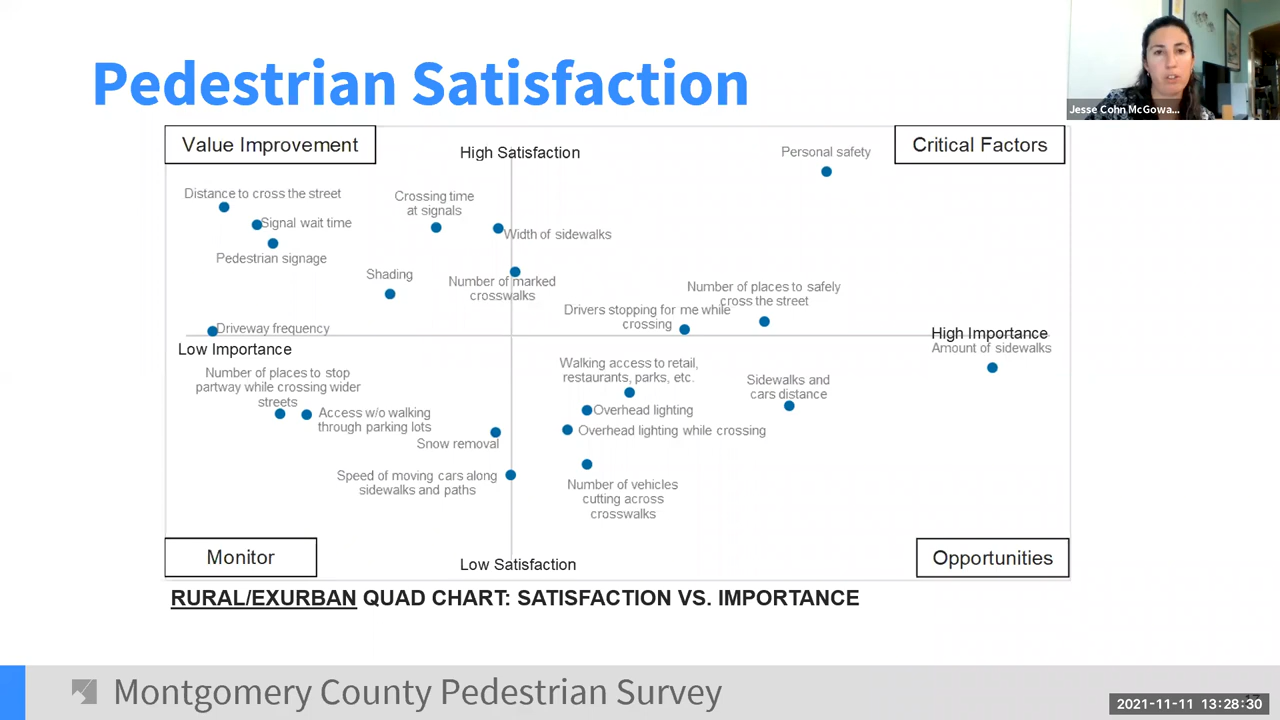 Pedestrian Satisfaction
Jesse Cohn McGowa...
Value Improvement
High Satisfaction
Critical Factors
Personal safety
Distance to cross the street
Crossing time
at signals
Signal wait time
Width of sidewalks
Pedestrian signage
Shading
Number of marked
crosswalks
Number of places to safely
cross the street
Drivers stopping for me while
crossing
Driveway frequency
High Importance
Low Importance
Amount of sidewalks
Number of places to stop
partway while crossing wider
streets
Walking access to retail,
restaurants, parks, etc.
Sidewalks and
cars distance
Access w/o walking
through parking lots
Overhead lighting
Overhead lighting while crossing
Snow removal
Speed of moving cars along
sidewalks and paths
Number of vehicles
cutting across
crosswalks
Monitor
Low Satisfaction
Opportunities
RURAL/EXURBAN QUAD CHART: SATISFACTION VS. IMPORTANCE
Montgomery County Pedestrian Survey
2021-11-11 13:28:30